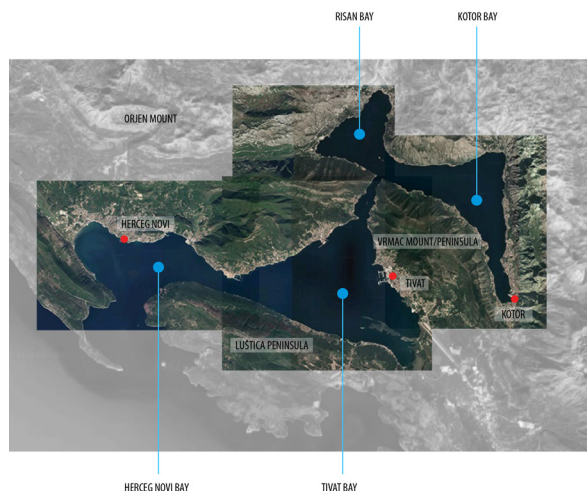 RISAN BAY
KOTOR BAY
ORJEN MOUNT
HERCEG NOVI
VRMAC MOUNT/PENINSULA
TIVAT
KOTOR
LUŠTICA PENINSULA
HERCEG NOVI BAY
TIVAT BAY